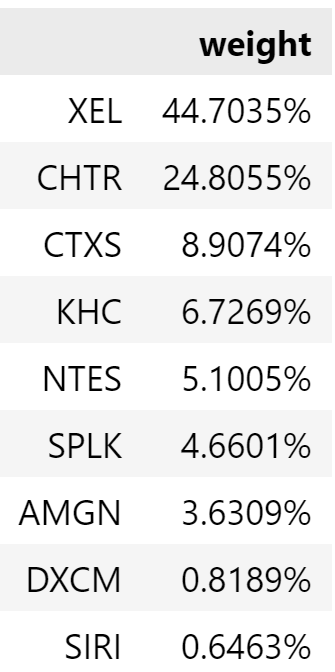 weight
XEL 44.7035%
CHTR 24.8055%
CTXS 8.9074%
KHC 6.7269%
NTES 5.1005%
SPLK 4.6601%
AMGN 3.6309%
DXCM 0.8189%
SIRI 0.6463%